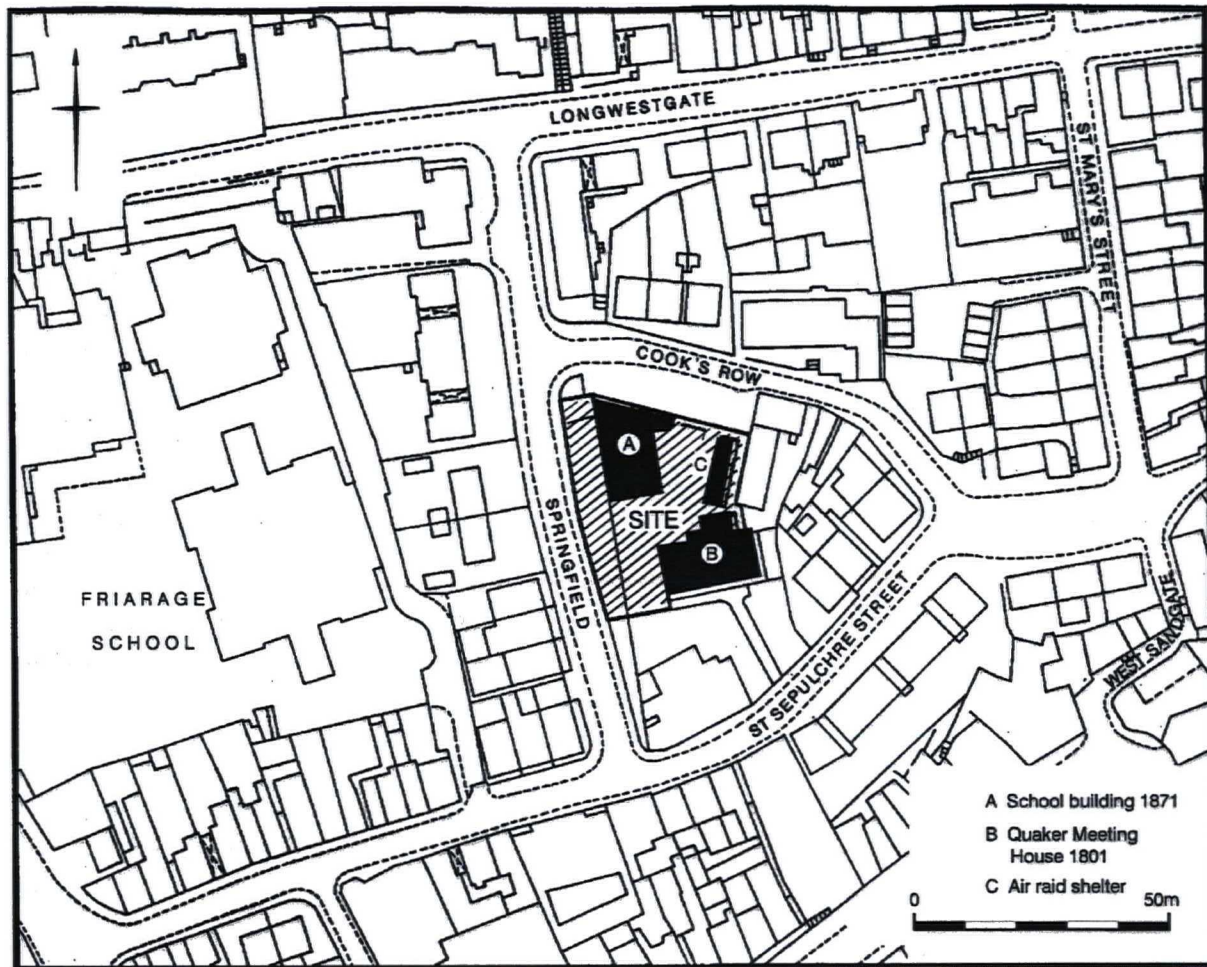 LONGWESTGATE
ST MARY'S STREET
COOK'S ROW
A
C
SITE
B
SPRINGFIELD
FRIARAGE
SCHOOL
ST SEPULCHRE STREET
WEST SANDGATE
A School building 1871
B Quaker Meeting
House 1801
C Air raid shelter
0 50m